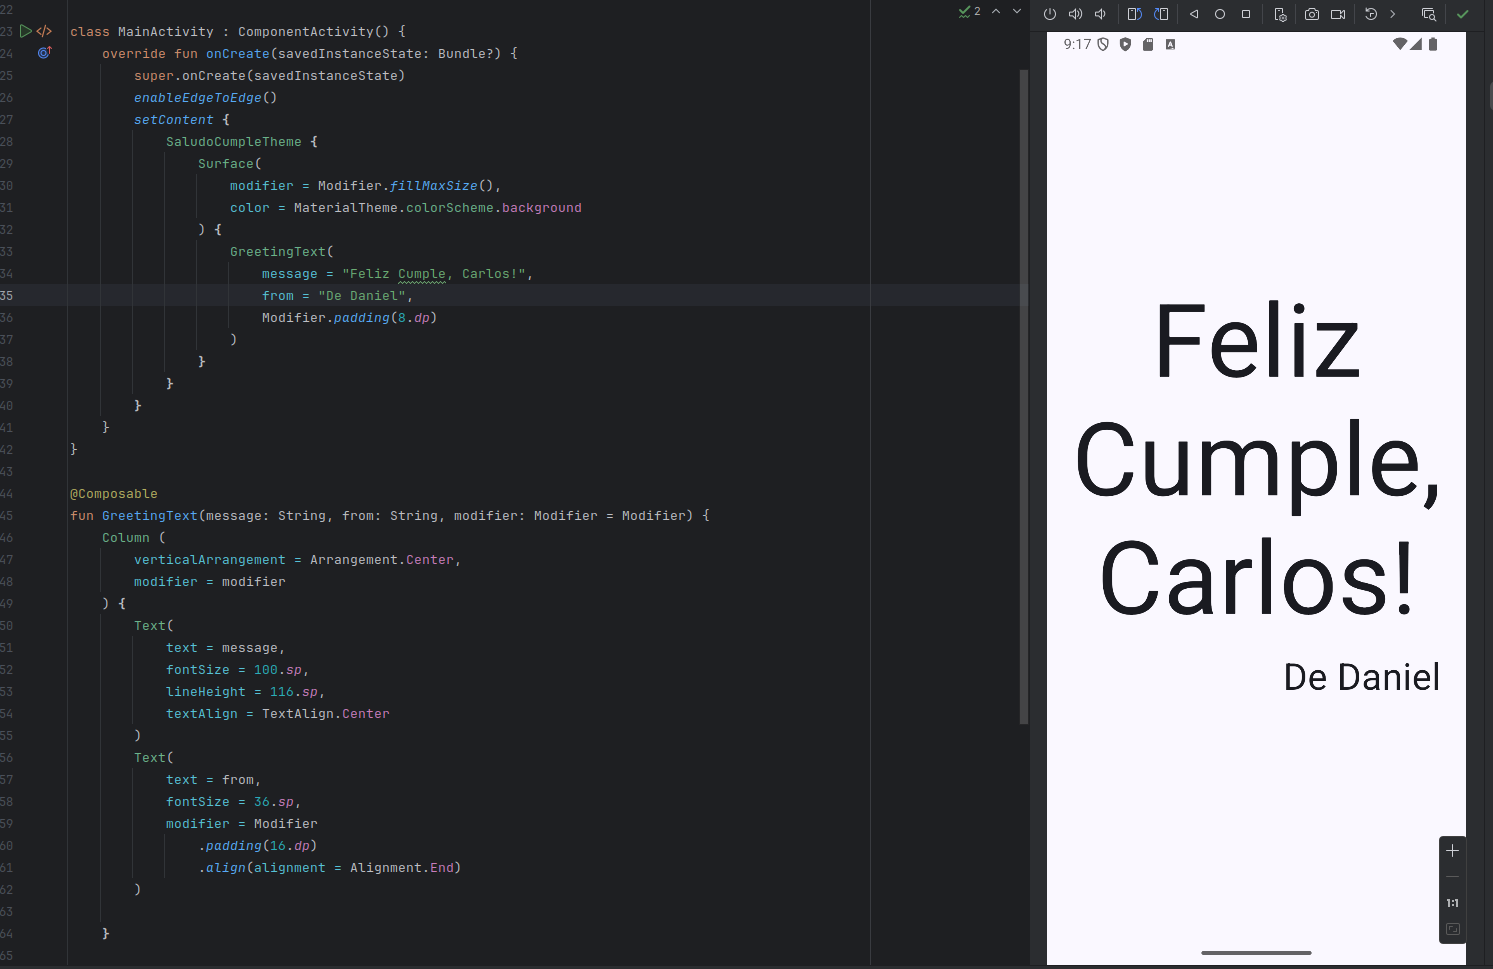 2
22
23 class MainActivity : ComponentActivity() {
24 override fun onCreate(savedInstanceState: Bundle?) {
25 super.onCreate(savedInstanceState)
26 enableEdgeToEdge()
27 setContent {
28 SaludoCumpleTheme {
29 Surface(
30 modifier = Modifier.fillMaxSize(),
31 color = MaterialTheme.colorScheme.background
32 ) {
33 GreetingText(
34 message = "Feliz Cumple, Carlos!",
35 from = "De Daniel",
36 Modifier.padding(8.dp)
37 )
38 }
39 }
40 }
41 }
42 }
43
44 @Composable
45 fun GreetingText(message: String, from: String, modifier: Modifier = Modifier) {
46 Column (
47 verticalArrangement = Arrangement.Center,
48 modifier = modifier
49 ) {
50 Text(
51 text = message,
52 fontSize = 100.sp,
53 lineHeight = 116.sp,
54 textAlign = TextAlign.Center
55 )
56 Text(
57 text = from,
58 fontSize = 36.sp,
59 modifier = Modifier
60 .padding(16.dp)
61 .align(alignment = Alignment.End)
62 )
63
64 }
65
9:17
Feliz
Cumple,
Carlos!
De Daniel
1:1